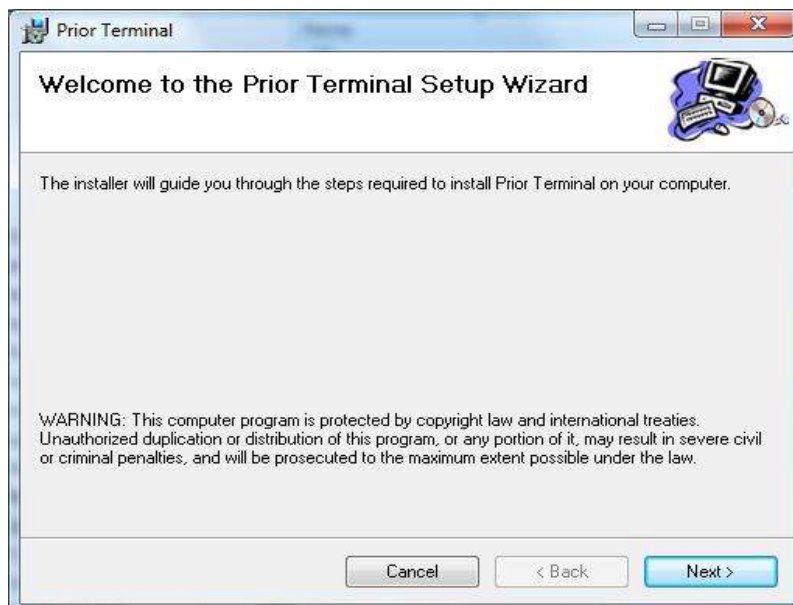 Prior Terminal
Welcome to the Prior Terminal Setup Wizard
The installer will guide you through the steps required to install Prior Terminal on your computer.
WARNING: This computer program is protected by copyright law and international treaties.
Unauthorized duplication or distribution of this program, or any portion of it, may result in severe civil
or criminal penalties, and will be prosecuted to the maximum extent possible under the law.
Cancel
< Back
Next >